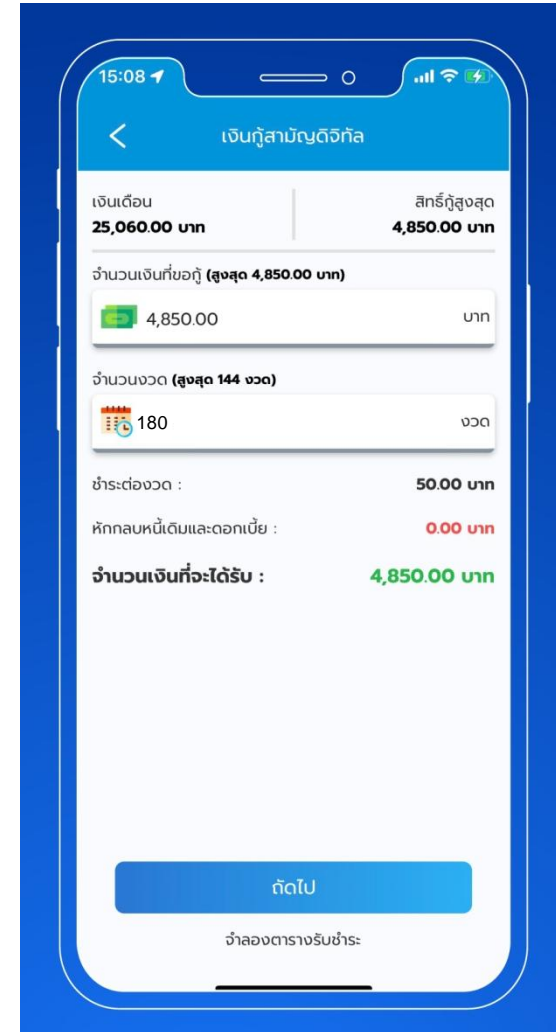 15:08
เงินกู้สามัญดิจิทัล
เงินเดือน สิทธิ์กู้สูงสุด
25,060.00 บาท 4,850.00 บาท
จำนวนเงินที่ขอกู้ (สูงสุด 4,850.00 บาท)
4,850.00 บาท
จำนวนงวด (สูงสุด 144 งวด)
180 งวด
ชำระต่องวด : 50.00 บาท
หักกลบหนี้เดิมและดอกเบี้ย : 0.00 บาท
จำนวนเงินที่จะได้รับ : 4,850.00 บาท
ถัดไป
จำลองตารางรับชำระ